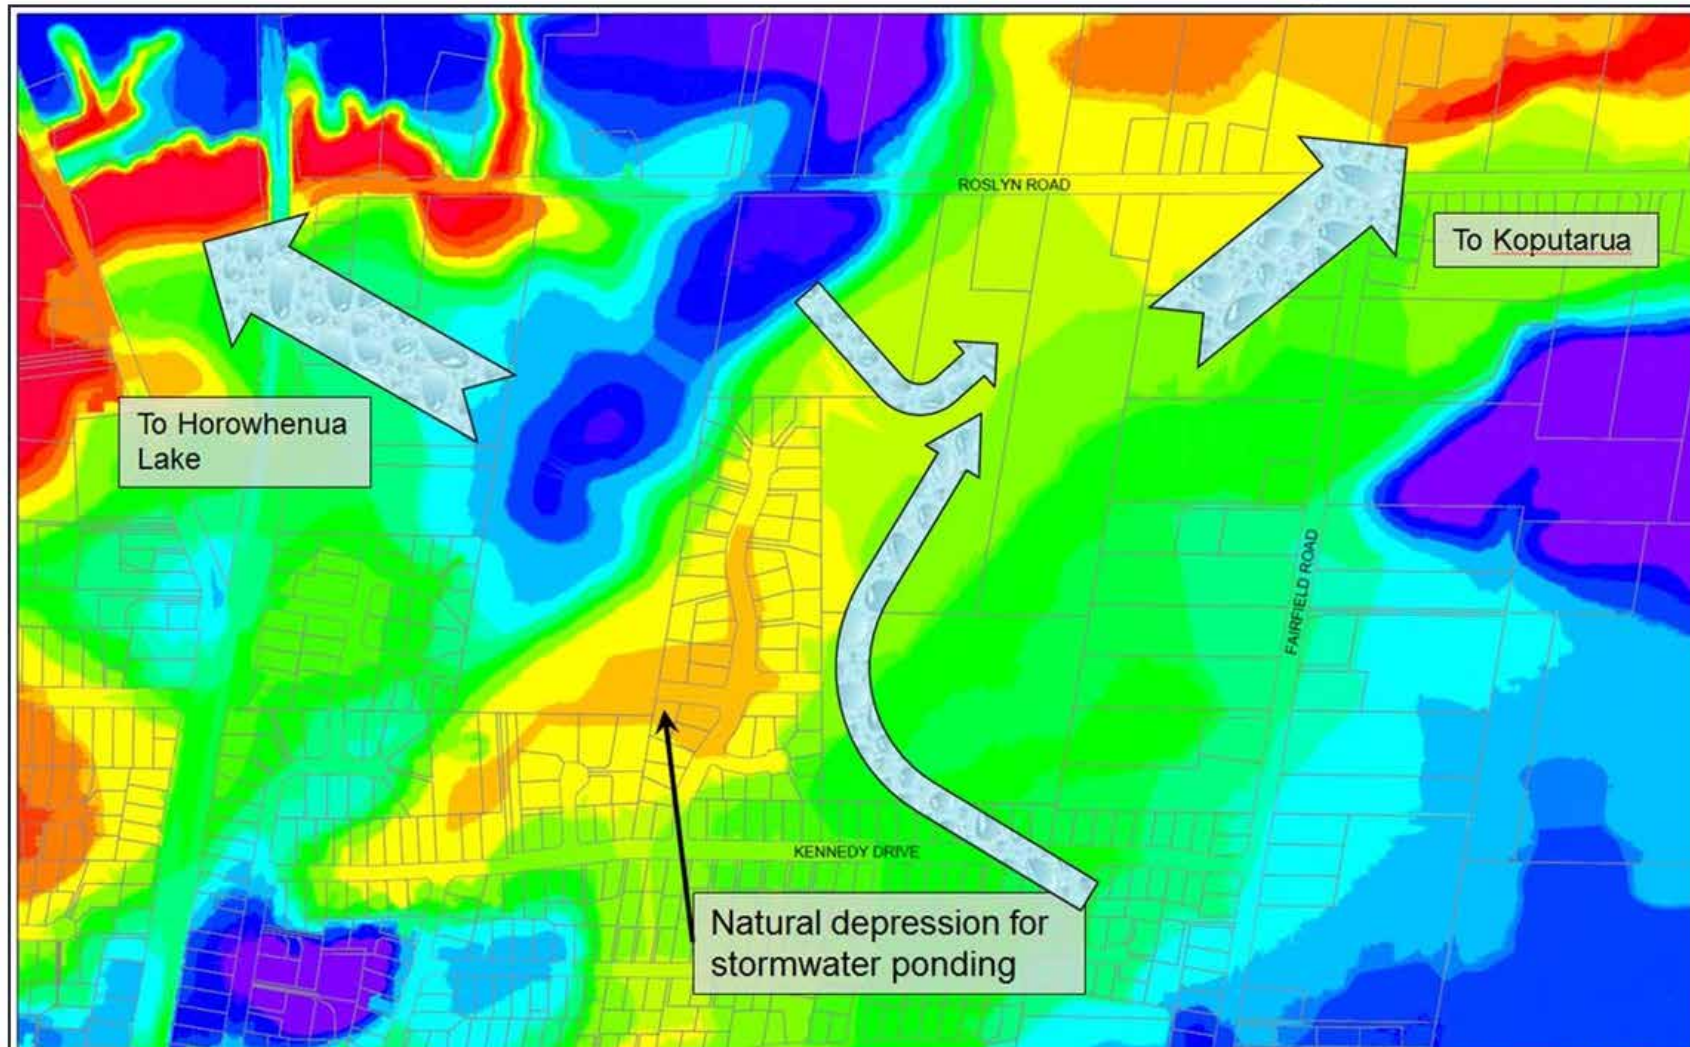 ROSLYN ROAD
To Koputarua
To Horowhenua
Lake
FAIRFIELD ROAD
KENNEDY DRIVE
Natural depression for
stormwater ponding